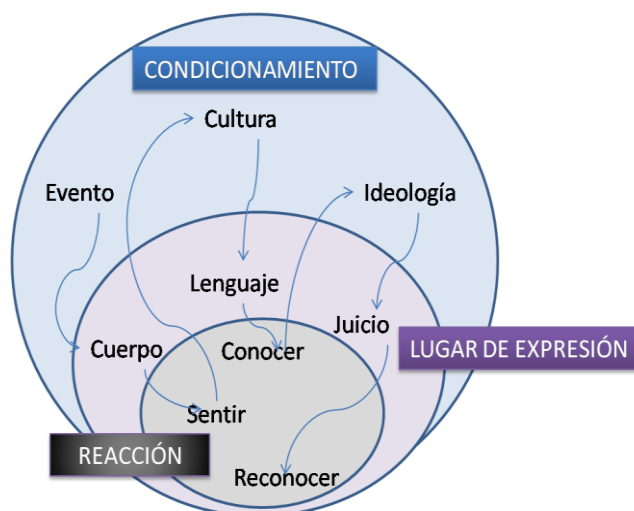 CONDICIONAMIENTO
Cultura
Evento
Ideología
Lenguaje
Juicio
Cuerpo
Conocer
LUGAR DE EXPRESIÓN
Sentir
REACCIÓN
Reconocer